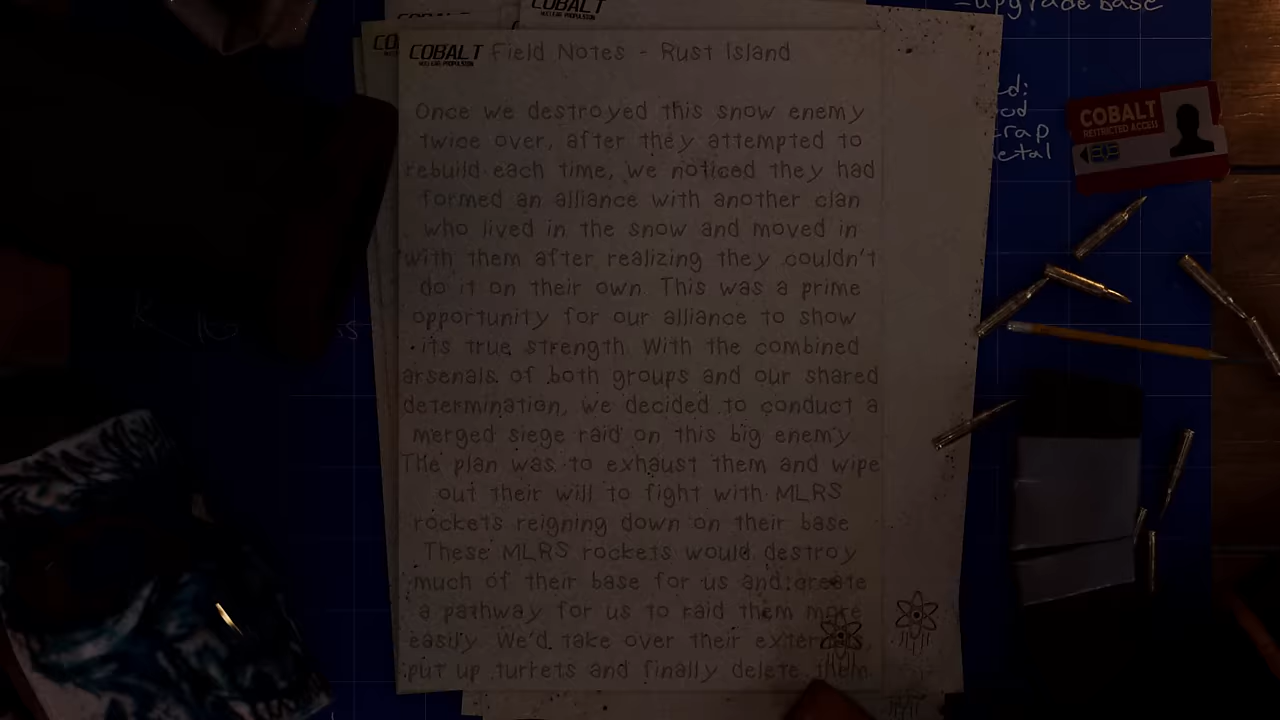 COBALT
=upgrade base
COBALT
NUCLEAR PROPULSION
Field Notes - Rust Island
Once we destroyed this snow enemy
twice over, after they attempted to
rebuild each time, we noticed they had
formed an alliance with another clan
who lived in the snow and moved in
with them after realizing they couldn't
do it on their own. This was a prime
opportunity for our alliance to show
its true strength. With the combined
arsenals of both groups and our shared
determination, we decided to conduct a
merged siege raid on this big enemy.
The plan was to exhaust them and wipe
out their will to fight with MLRS
rockets reigning down on their base
These MLRS rockets would destroy
much of their base for us and create
a pathway for us to raid them more
easily. We'd take over their
put up turrets and finally delete them
COBALT
RESTRICTED ACCESS